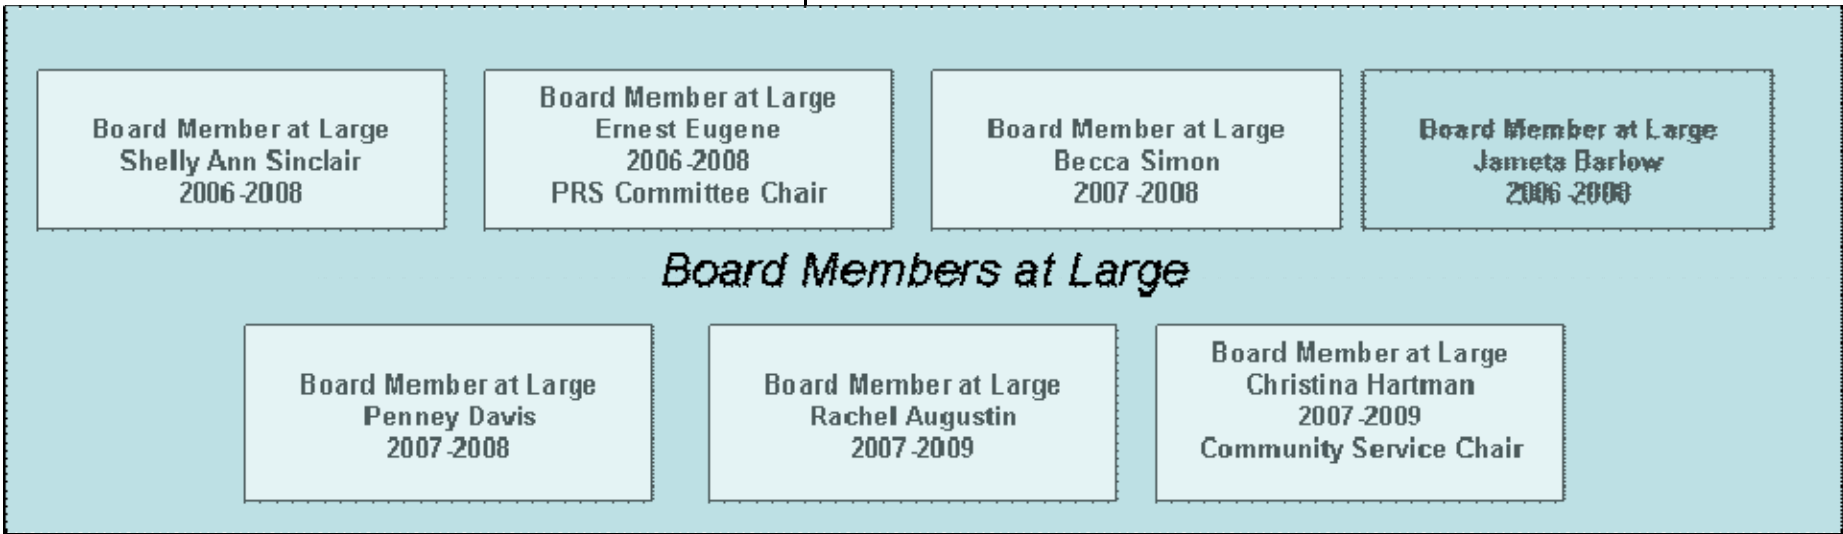 Board Member at Large
Shelly Ann Sinclair
2006-2008
Board Member at Large
Ernest Eugene
2006-2008
PRS Committee Chair
Board Member at Large
Becca Simon
2007-2008
Board Member at Large
Jameta Barlow
2006-2008
Board Members at Large
Board Member at Large
Penney Davis
2007-2008
Board Member at Large
Rachel Augustin
2007-2009
Board Member at Large
Christina Hartman
2007-2009
Community Service Chair